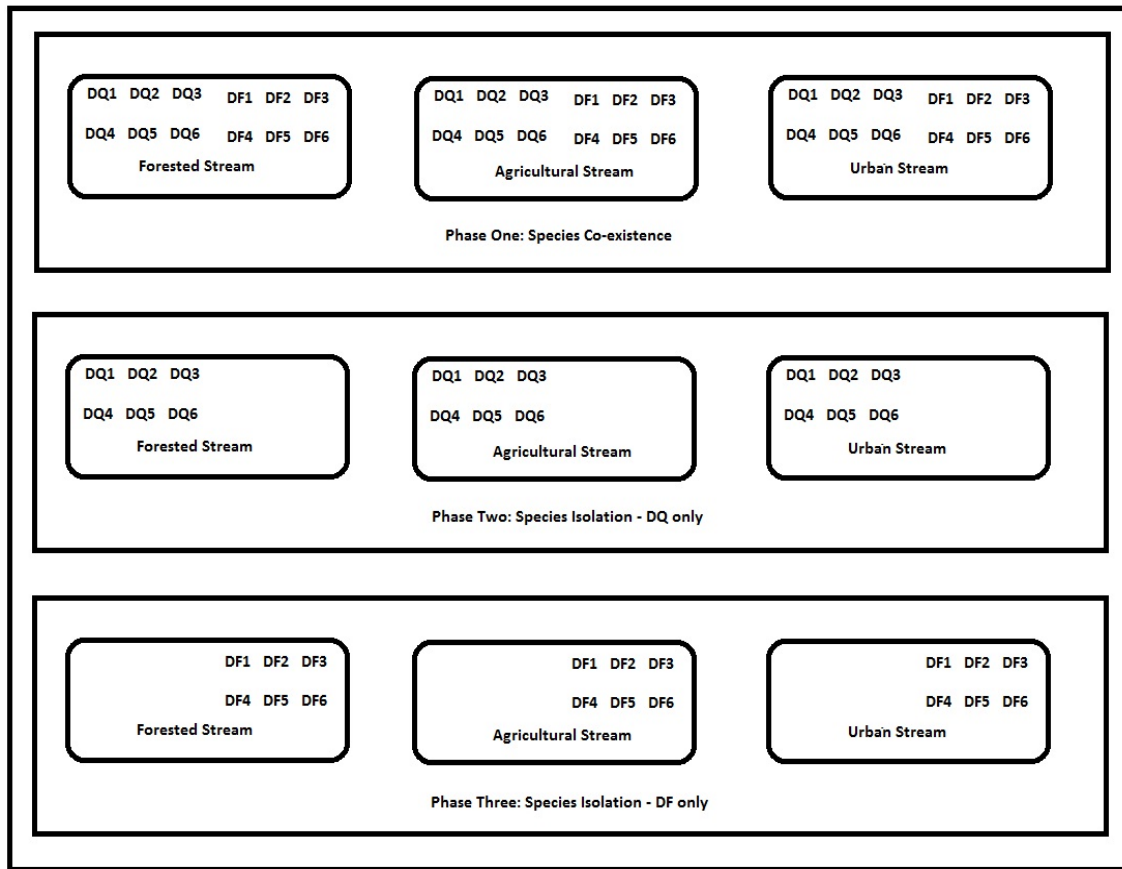 DQ1 DQ2 DQ3 DF1 DF2 DF3
DQ4 DQ5 DQ6 DF4 DF5 DF6
Forested Stream
DQ1 DQ2 DQ3 DF1 DF2 DF3
DQ4 DQ5 DQ6 DF4 DF5 DF6
Agricultural Stream
DQ1 DQ2 DQ3 DF1 DF2 DF3
DQ4 DQ5 DQ6 DF4 DF5 DF6
Urban Stream
Phase One: Species Co-existence
DQ1 DQ2 DQ3
DQ4 DQ5 DQ6
Forested Stream
DQ1 DQ2 DQ3
DQ4 DQ5 DQ6
Agricultural Stream
DQ1 DQ2 DQ3
DQ4 DQ5 DQ6
Urban Stream
Phase Two: Species Isolation - DQ only
DF1 DF2 DF3
DF4 DF5 DF6
Forested Stream
DF1 DF2 DF3
DF4 DF5 DF6
Agricultural Stream
DF1 DF2 DF3
DF4 DF5 DF6
Urban Stream
Phase Three: Species Isolation - DF only